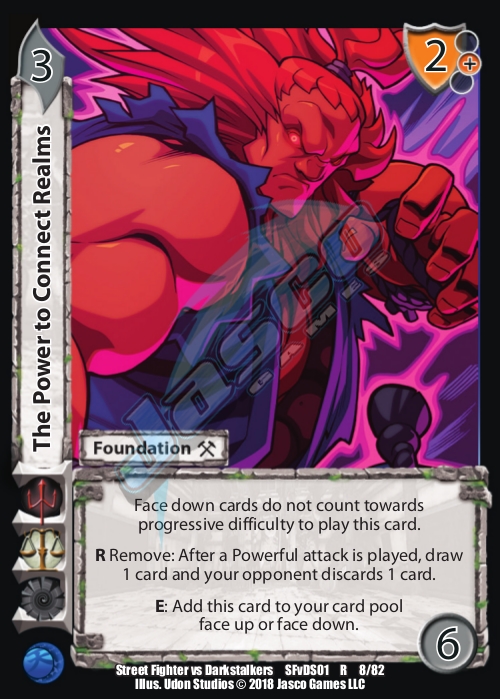 3
2
+
The Power to Connect Realms
JASCO
GAMES
Foundation
Face down cards do not count towards
progressive difficulty to play this card.
R Remove: After a Powerful attack is played, draw
1 card and your opponent discards 1 card.
E: Add this card to your card pool
face up or face down.
6
Street Fighter vs Darkstalkers SFvDS01 R 8/82
Illus. Udon Studios © 2018 Jasco Games LLC